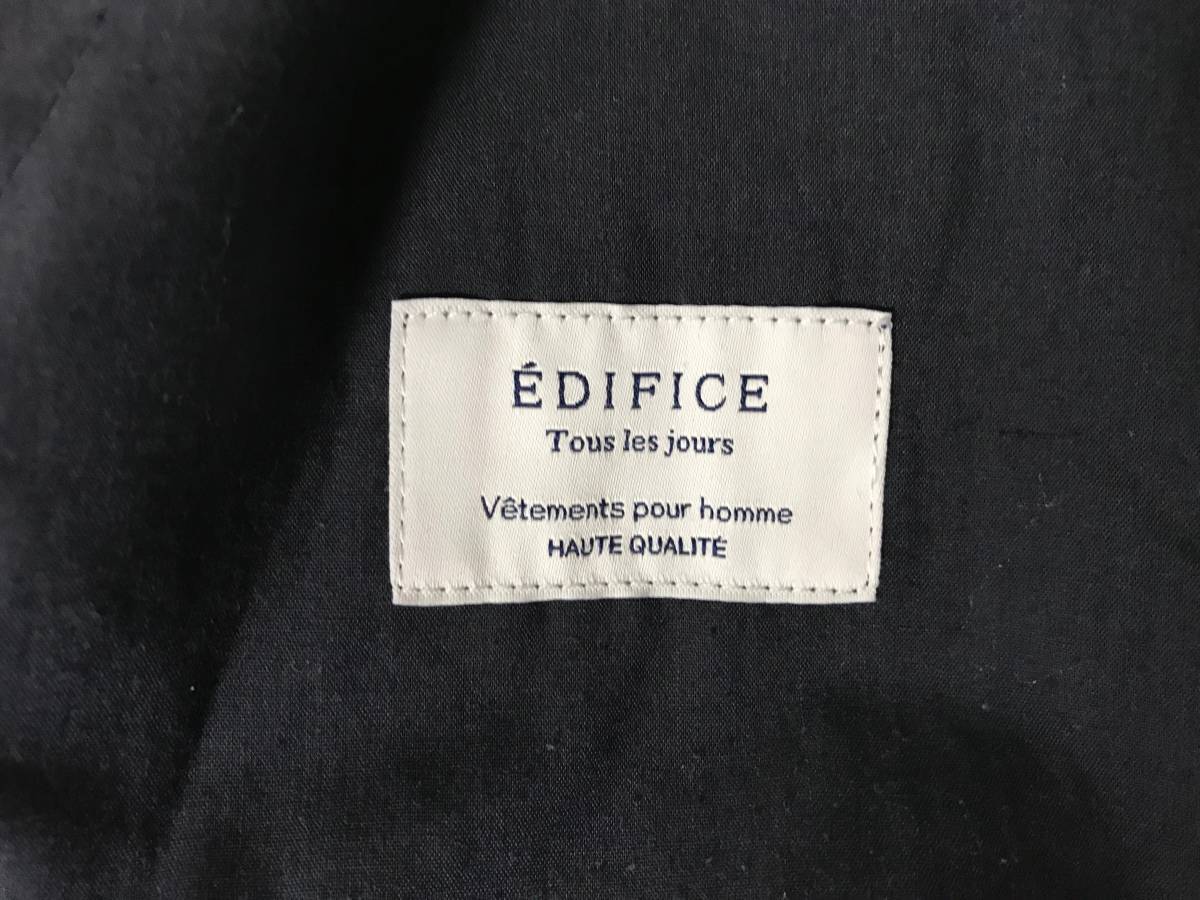 ÉDIFICE
Tous les jours
Vêtements pour homme
HAUTE QUALITÉ